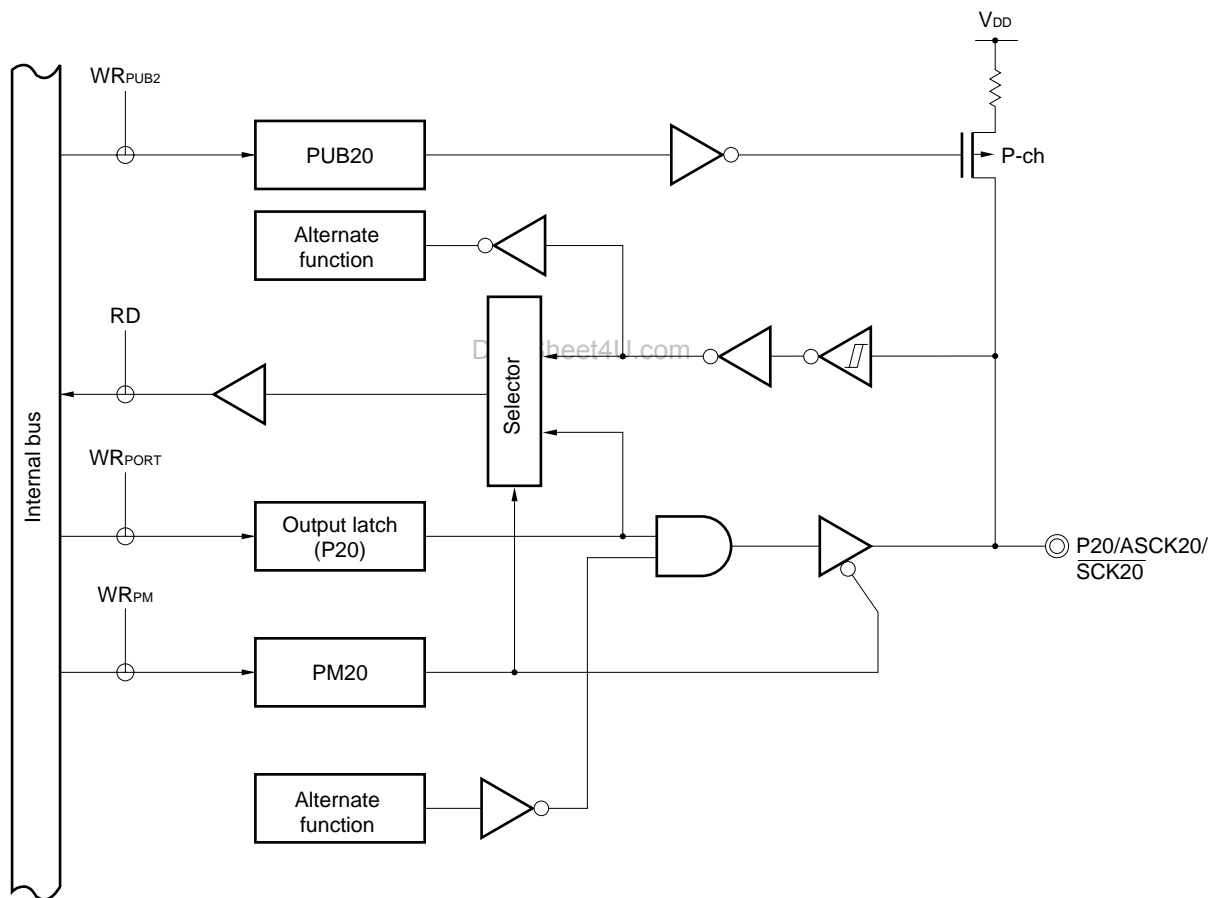 VDD
WRPUB2
PUB20
P-ch
Alternate
function
RD
Selector
Internal bus
WRPORT
Output latch
(P20)
P20/ASCK20/
SCK20
WRPM
PM20
Alternate
function